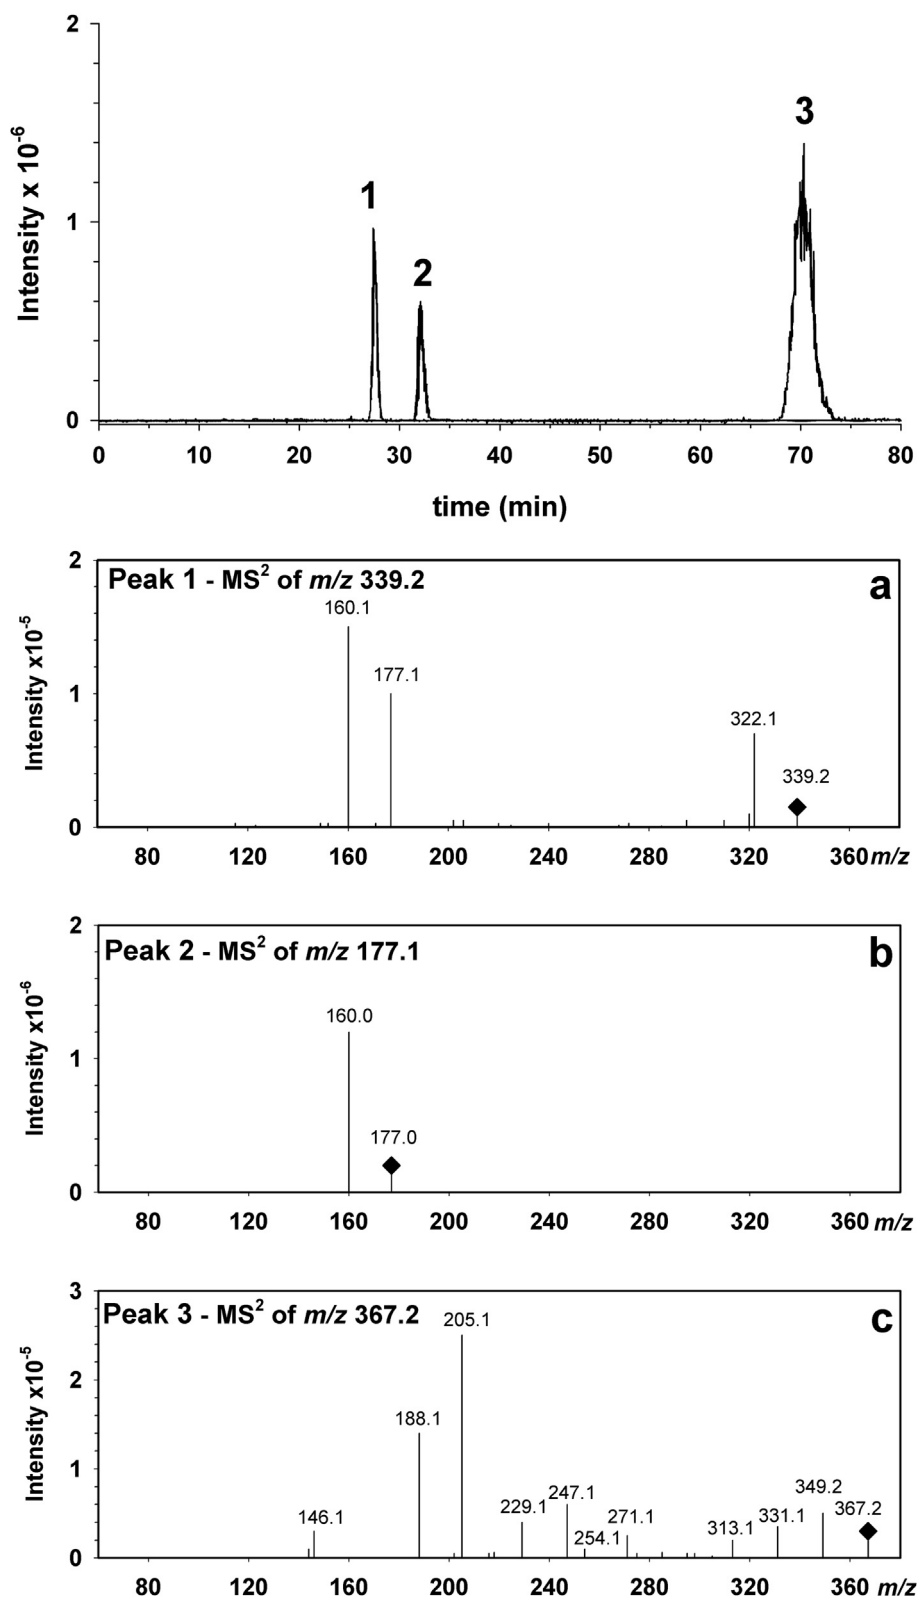 2
3
Intensity x 10⁻⁶
1
1
2
0
0 10 20 30 40 50 60 70 80
time (min)
2
Peak 1 - MS² of m/z 339.2
a
160.1
Intensity x10⁻⁵
177.1
1
322.1
339.2
0
80 120 160 200 240 280 320 360 m/z
2
Peak 2 - MS² of m/z 177.1
b
160.0
Intensity x10⁻⁶
1
177.0
0
80 120 160 200 240 280 320 360 m/z
3
Peak 3 - MS² of m/z 367.2
c
205.1
Intensity x10⁻⁵
2
188.1
1
146.1 229.1 247.1 254.1 271.1 313.1 331.1 349.2 367.2
0
80 120 160 200 240 280 320 360 m/z